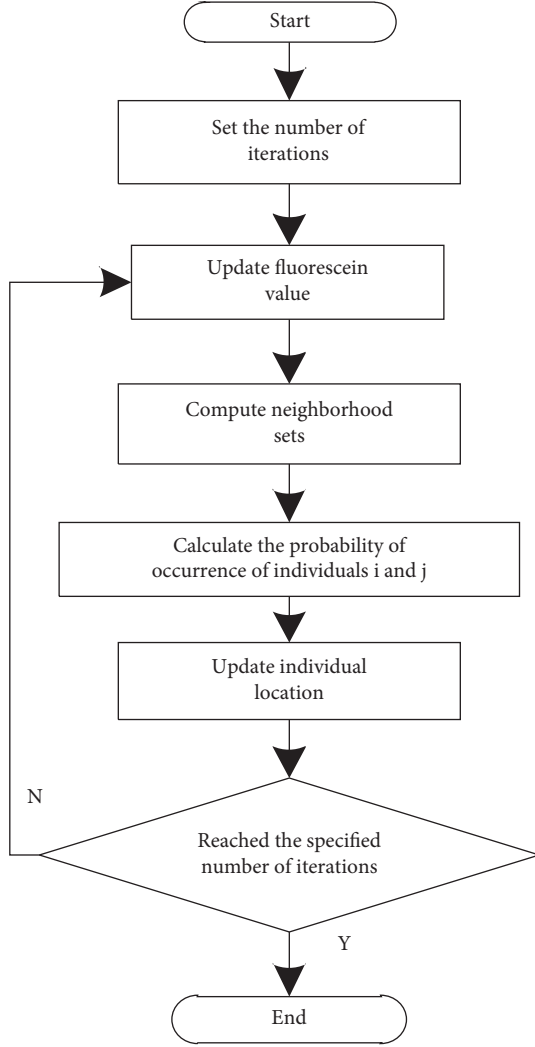 Start
Set the number of
iterations
Update fluorescein
value
Compute neighborhood
sets
Calculate the probability of
occurrence of individuals i and j
Update individual
location
N
Reached the specified
number of iterations
Y
End